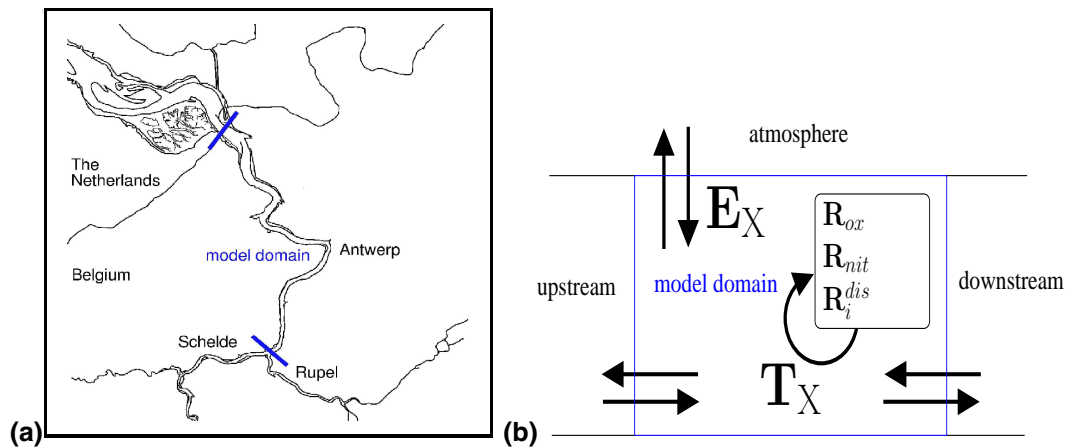 The
Netherlands
model domain
Antwerp
Belgium
Schelde
Rupel
(a)
atmosphere
E_X
R_ox
R_nit
R_i^dis
upstream
model domain
downstream
T_X
(b)